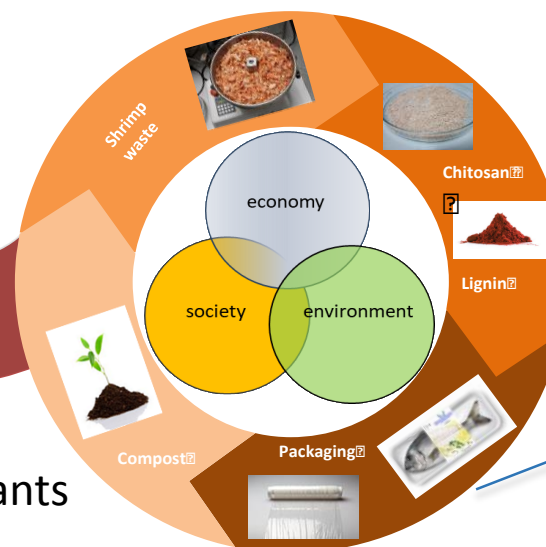 Shrimp
waste
Chitosan
Lignin
economy
society
environment
Packaging
Compost
ants